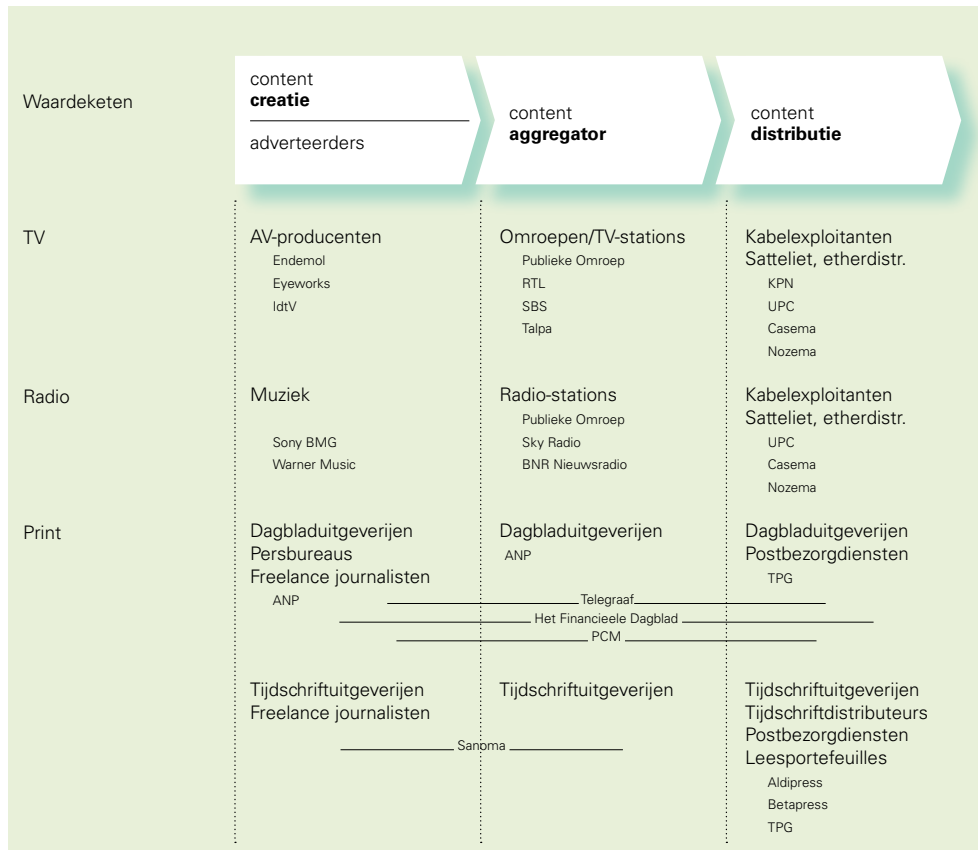 Waardeketen
content
creatie
adverteerders
content
aggregator
content
distributie
TV
AV-producenten
Endemol
Eyeworks
IdtV
Omroepen/TV-stations
Publieke Omroep
RTL
SBS
Talpa
Kabelexploitanten
Satteliet, etherdistr.
KPN
UPC
Casema
Nozema
Radio
Muziek
Sony BMG
Warner Music
Radio-stations
Publieke Omroep
Sky Radio
BNR Nieuwsradio
Kabelexploitanten
Satteliet, etherdistr.
UPC
Casema
Nozema
Print
Dagbladuitgeverijen
Persbureaus
Freelance journalisten
ANP
Dagbladuitgeverijen
ANP
Dagbladuitgeverijen
Postbezorgdiensten
TPG
Telegraaf
Het Financieele Dagblad
PCM
Tijdschriftuitgeverijen
Freelance journalisten
Tijdschriftuitgeverijen
Tijdschriftuitgeverijen
Tijdschriftdistributeurs
Postbezorgdiensten
Leesportefeuilles
Sanoma
Aldipress
Betapress
TPG